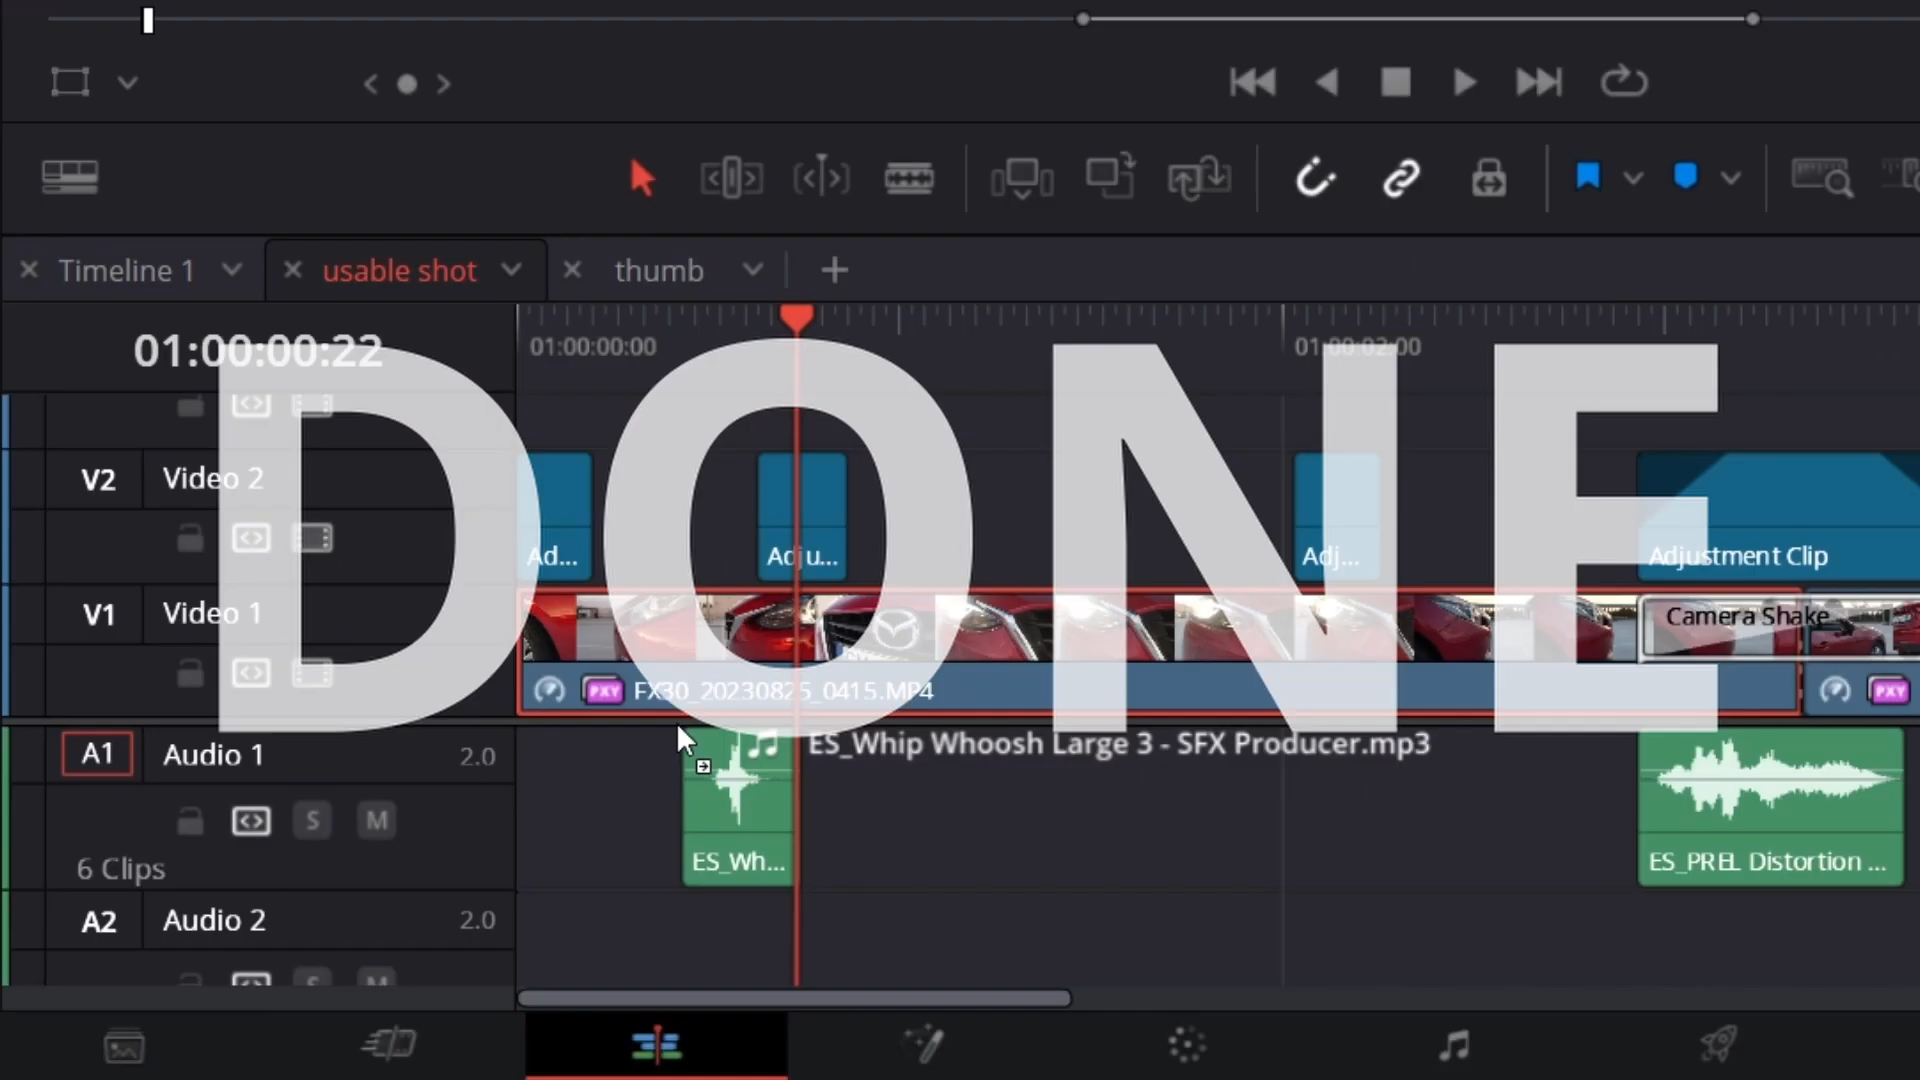 Timeline 1
usable shot
thumb
01:00:00:22
01:00:00:00
01:00:02:00
DONE
V2
Video 2
Ad...
Adju...
Adj...
Adjustment Clip
V1
Video 1
Camera Shake
PXY
FX30_20230825_0415.MP4
PXY
A1
Audio 1
2.0
ES_Whip Whoosh Large 3 - SFX Producer.mp3
S
M
6 Clips
ES_Wh...
ES_PREL Distortion ...
A2
Audio 2
2.0
S
M